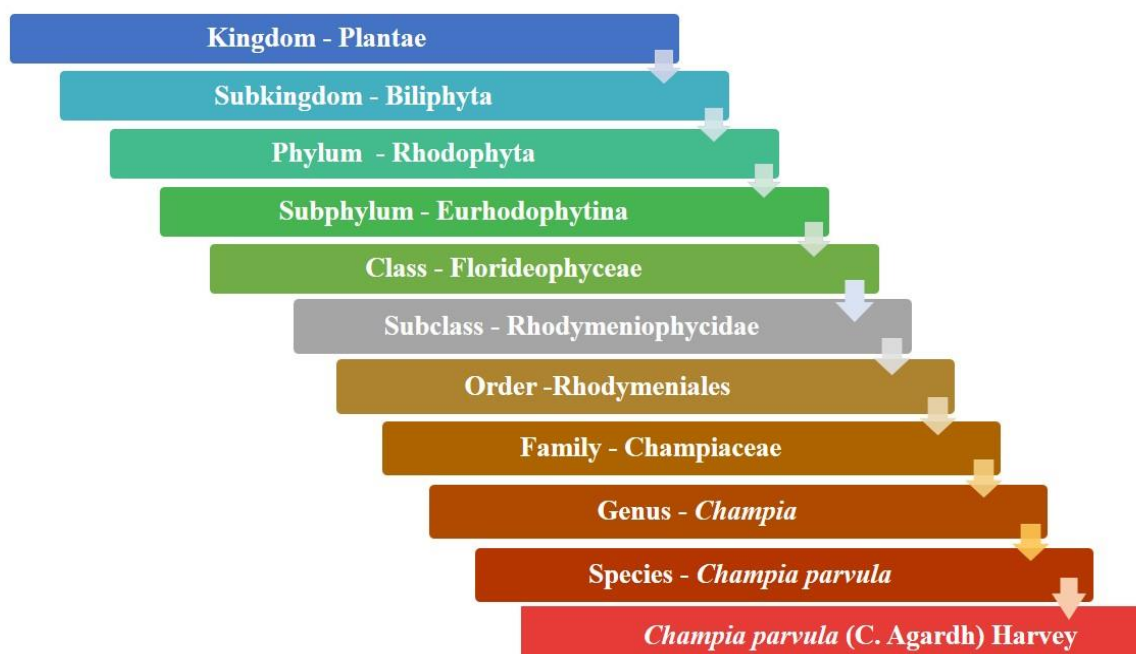 Kingdom - Plantae
Subkingdom - Biliphyta
Phylum - Rhodophyta
Subphylum - Eurhodophytina
Class - Florideophyceae
Subclass - Rhodymeniophycidae
Order -Rhodymeniales
Family - Champiaceae
Genus - Champia
Species - Champia parvula
Champia parvula (C. Agardh) Harvey